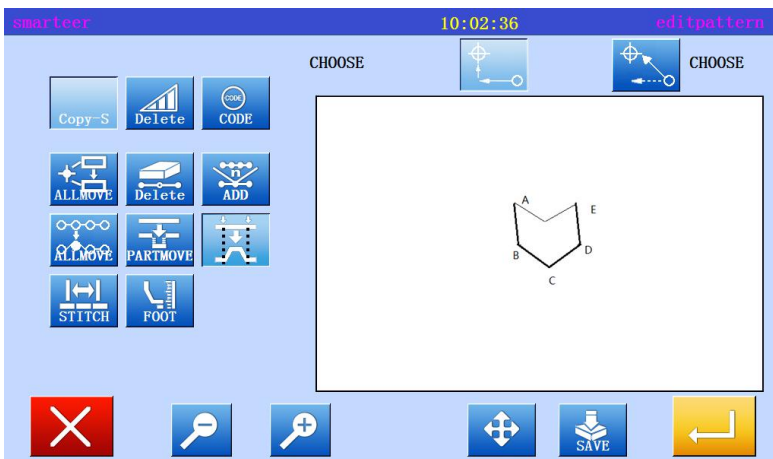 smarteer 10:02:36 editpattern
CHOOSE CHOOSE
Copy-S Delete CODE CODE
ALLMOVE Delete n ADD
ALLMOVE PARTMOVE
STITCH FOOT
A
E
B
D
C
SAVE